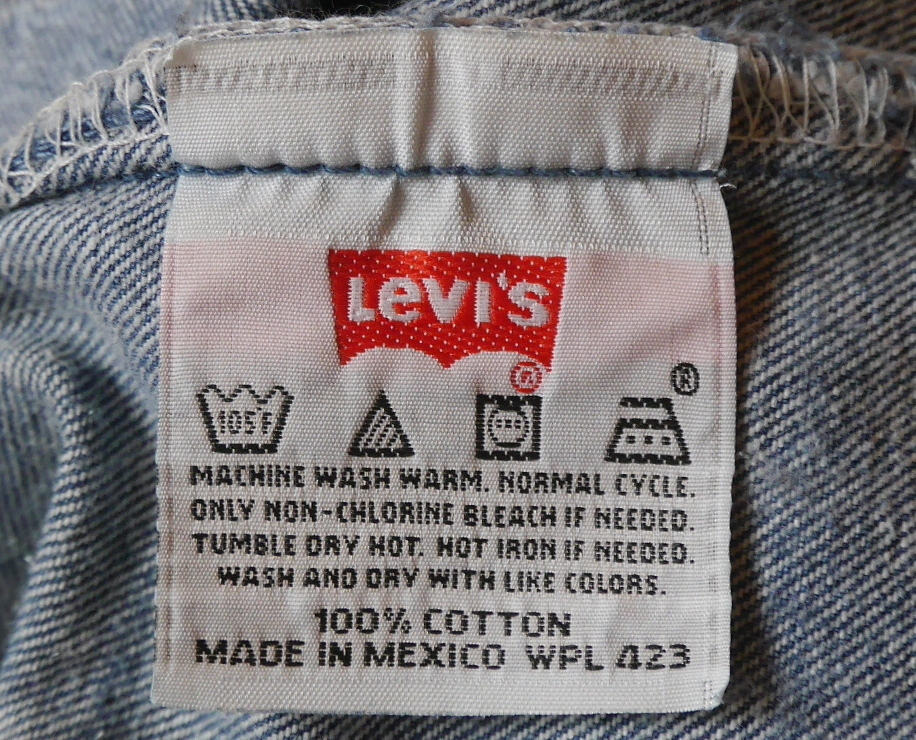 LEVI'S
®
®
105°F
MACHINE WASH WARM. NORMAL CYCLE.
ONLY NON-CHLORINE BLEACH IF NEEDED.
TUMBLE DRY HOT. HOT IRON IF NEEDED.
WASH AND DRY WITH LIKE COLORS.
100% COTTON
MADE IN MEXICO WPL 423